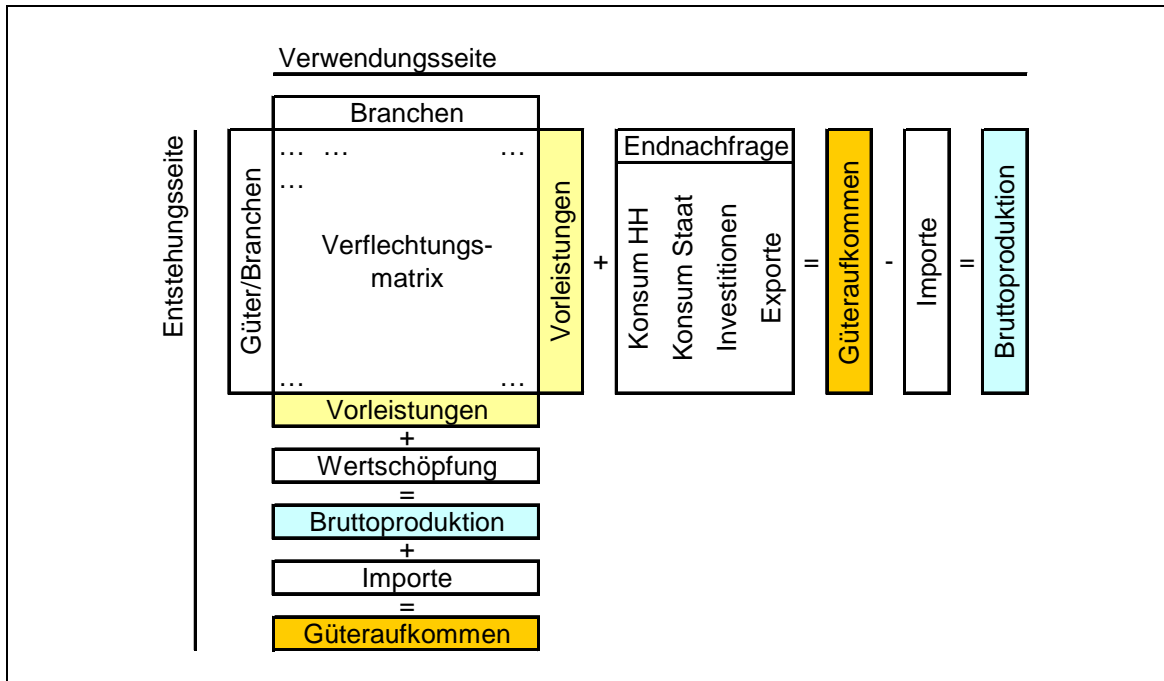 Verwendungsseite
Branchen
Entstehungsseite
Güter/Branchen
… … …
…
Verflechtungs-
matrix
… …
Vorleistungen
+
Endnachfrage
Konsum HH
Konsum Staat
Investitionen
Exporte
=
Güteraufkommen
-
Importe
=
Bruttoproduktion
Vorleistungen
+
Wertschöpfung
=
Bruttoproduktion
+
Importe
=
Güteraufkommen